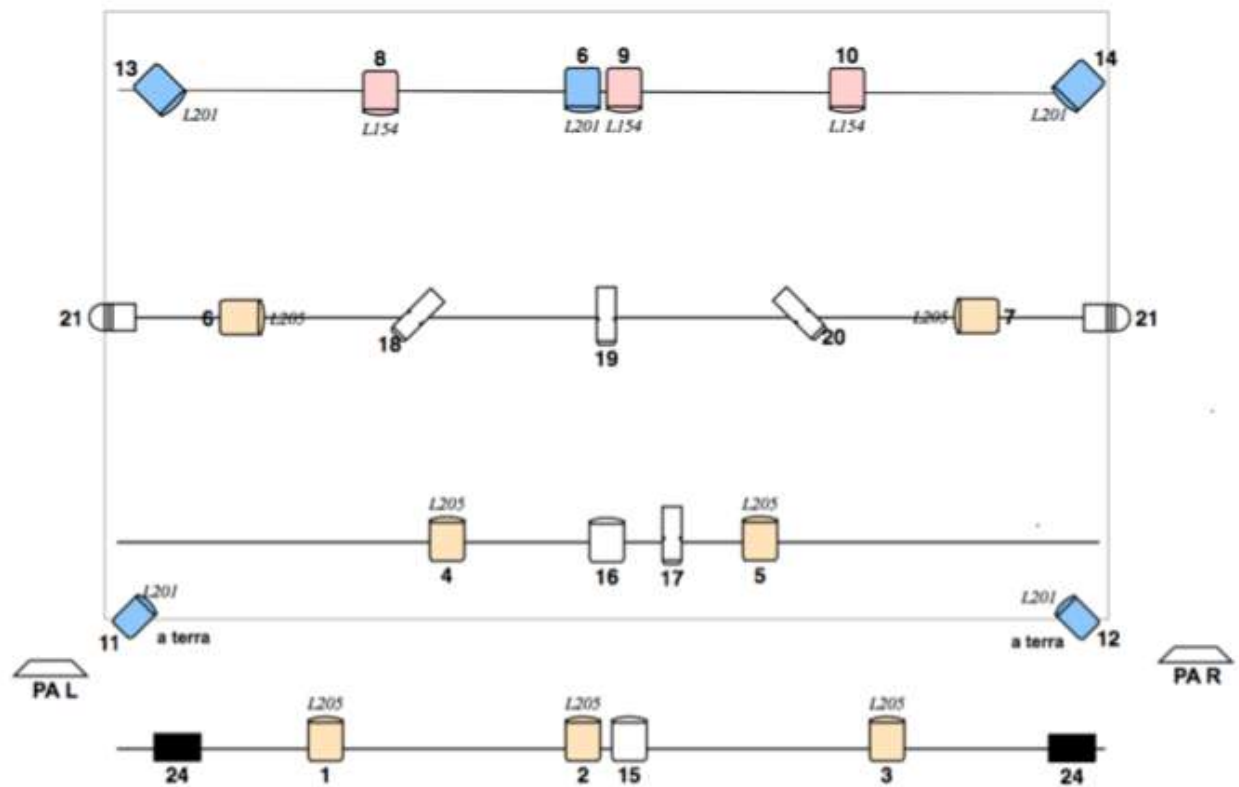 13 8 6 9 10 14
L201 L154 L201 L154 L154 L201
21 6 L205 18 19 20 L205 7 21
L205 L205
4 16 17 5
L201 L201
11 a terra a terra 12
PA L PA R
L205 L205 L205
24 1 2 15 3 24